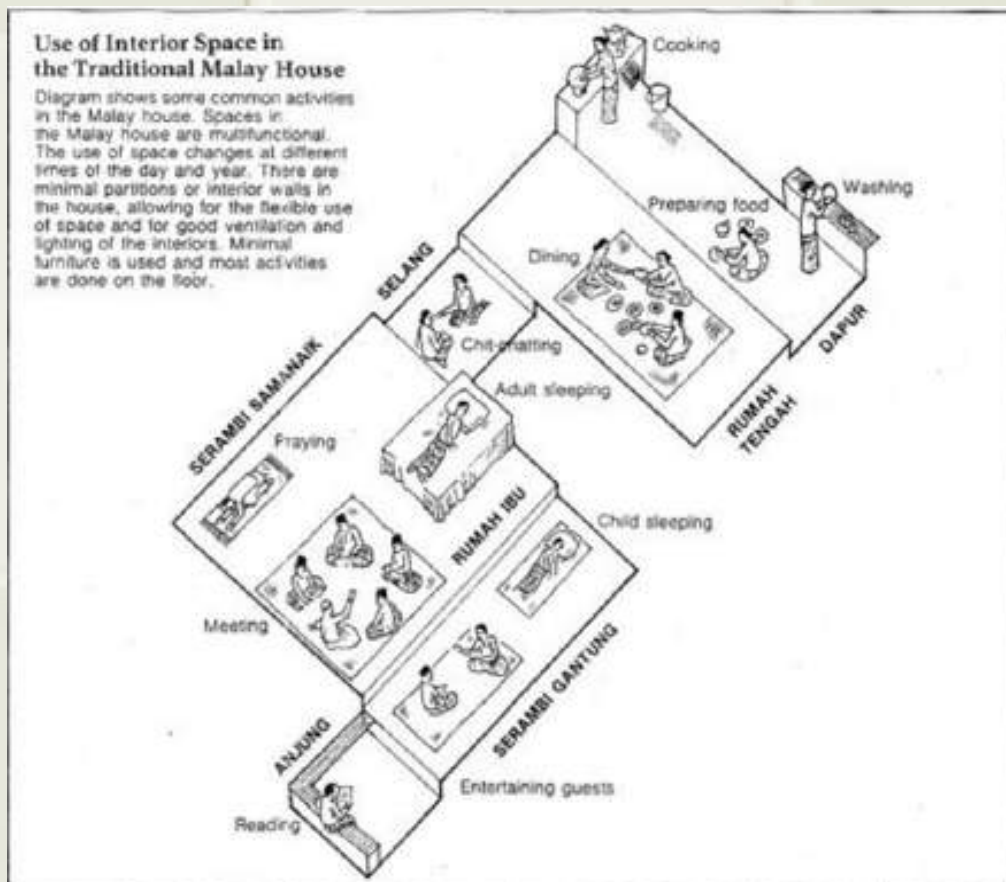 Use of Interior Space in
the Traditional Malay House
Diagram shows some common activities
in the Malay house. Spaces in
the Malay house are multifunctional.
The use of space changes at different
times of the day and year. There are
minimal partitions or interior walls in
the house, allowing for the flexible use
of space and for good ventilation and
lighting of the interiors. Minimal
furniture is used and most activities
are done on the floor.
Cooking
Washing
Preparing food
Dining
SELANG
DAPUR
Chit-chatting
RUMAH
TENGAH
Adult sleeping
SERAMBI SAMANAIK
Praying
RUMAH IBU
Child sleeping
Meeting
SERAMBI GANTUNG
ANJUNG
Entertaining guests
Reading